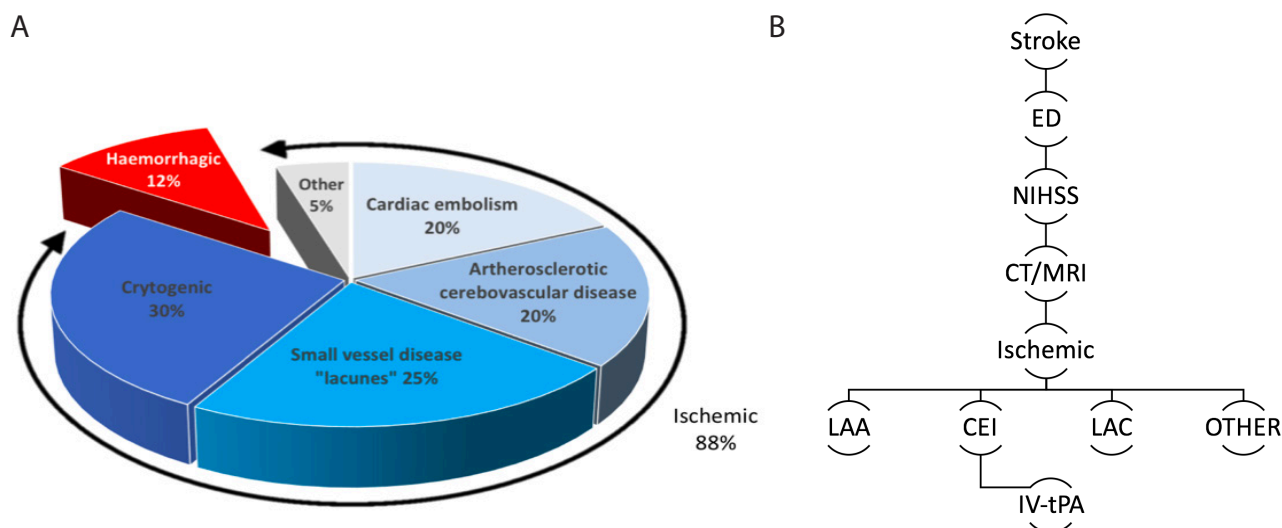 A
Haemorrhagic
12%
Other
5%
Cardiac embolism
20%
Artherosclerotic
cerebovascular disease
20%
Crytogenic
30%
Small vessel disease
"lacunes" 25%
Ischemic
88%
B
Stroke
ED
NIHSS
CT/MRI
Ischemic
LAA
CEI
LAC
OTHER
IV-tPA